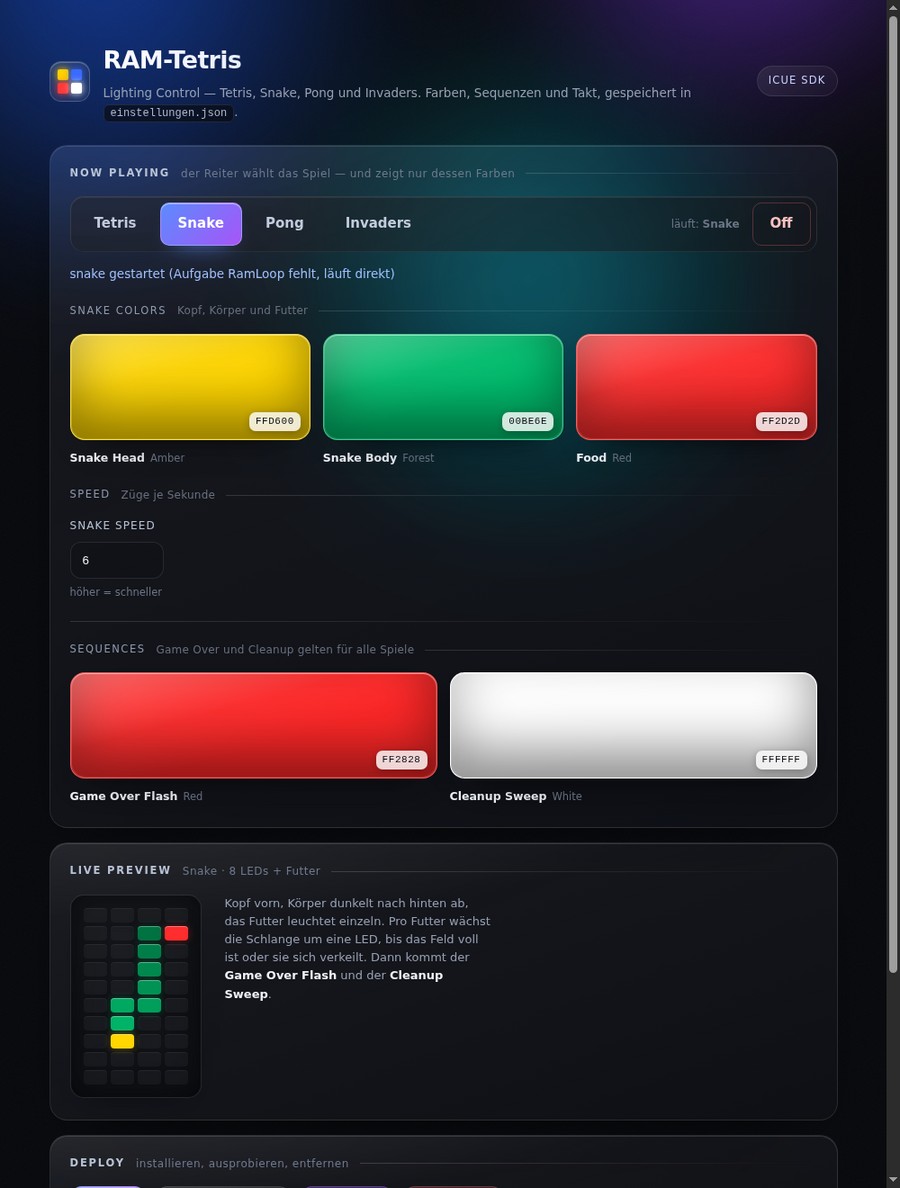 RAM-Tetris
Lighting Control — Tetris, Snake, Pong und Invaders. Farben, Sequenzen und Takt, gespeichert in
einstellungen.json .
ICUE SDK
NOW PLAYING der Reiter wählt das Spiel — und zeigt nur dessen Farben
Tetris Snake Pong Invaders läuft: Snake Off
snake gestartet (Aufgabe RamLoop fehlt, läuft direkt)
SNAKE COLORS Kopf, Körper und Futter
FFD600 00BE6E FF2D2D
Snake Head Amber Snake Body Forest Food Red
SPEED Züge je Sekunde
SNAKE SPEED
6
höher = schneller
SEQUENCES Game Over und Cleanup gelten für alle Spiele
FF2828 FFFFFF
Game Over Flash Red Cleanup Sweep White
LIVE PREVIEW Snake · 8 LEDs + Futter
Kopf vorn, Körper dunkelt nach hinten ab,
das Futter leuchtet einzeln. Pro Futter wächst
die Schlange um eine LED, bis das Feld voll
ist oder sie sich verkeilt. Dann kommt der
Game Over Flash und der Cleanup
Sweep.
DEPLOY installieren, ausprobieren, entfernen